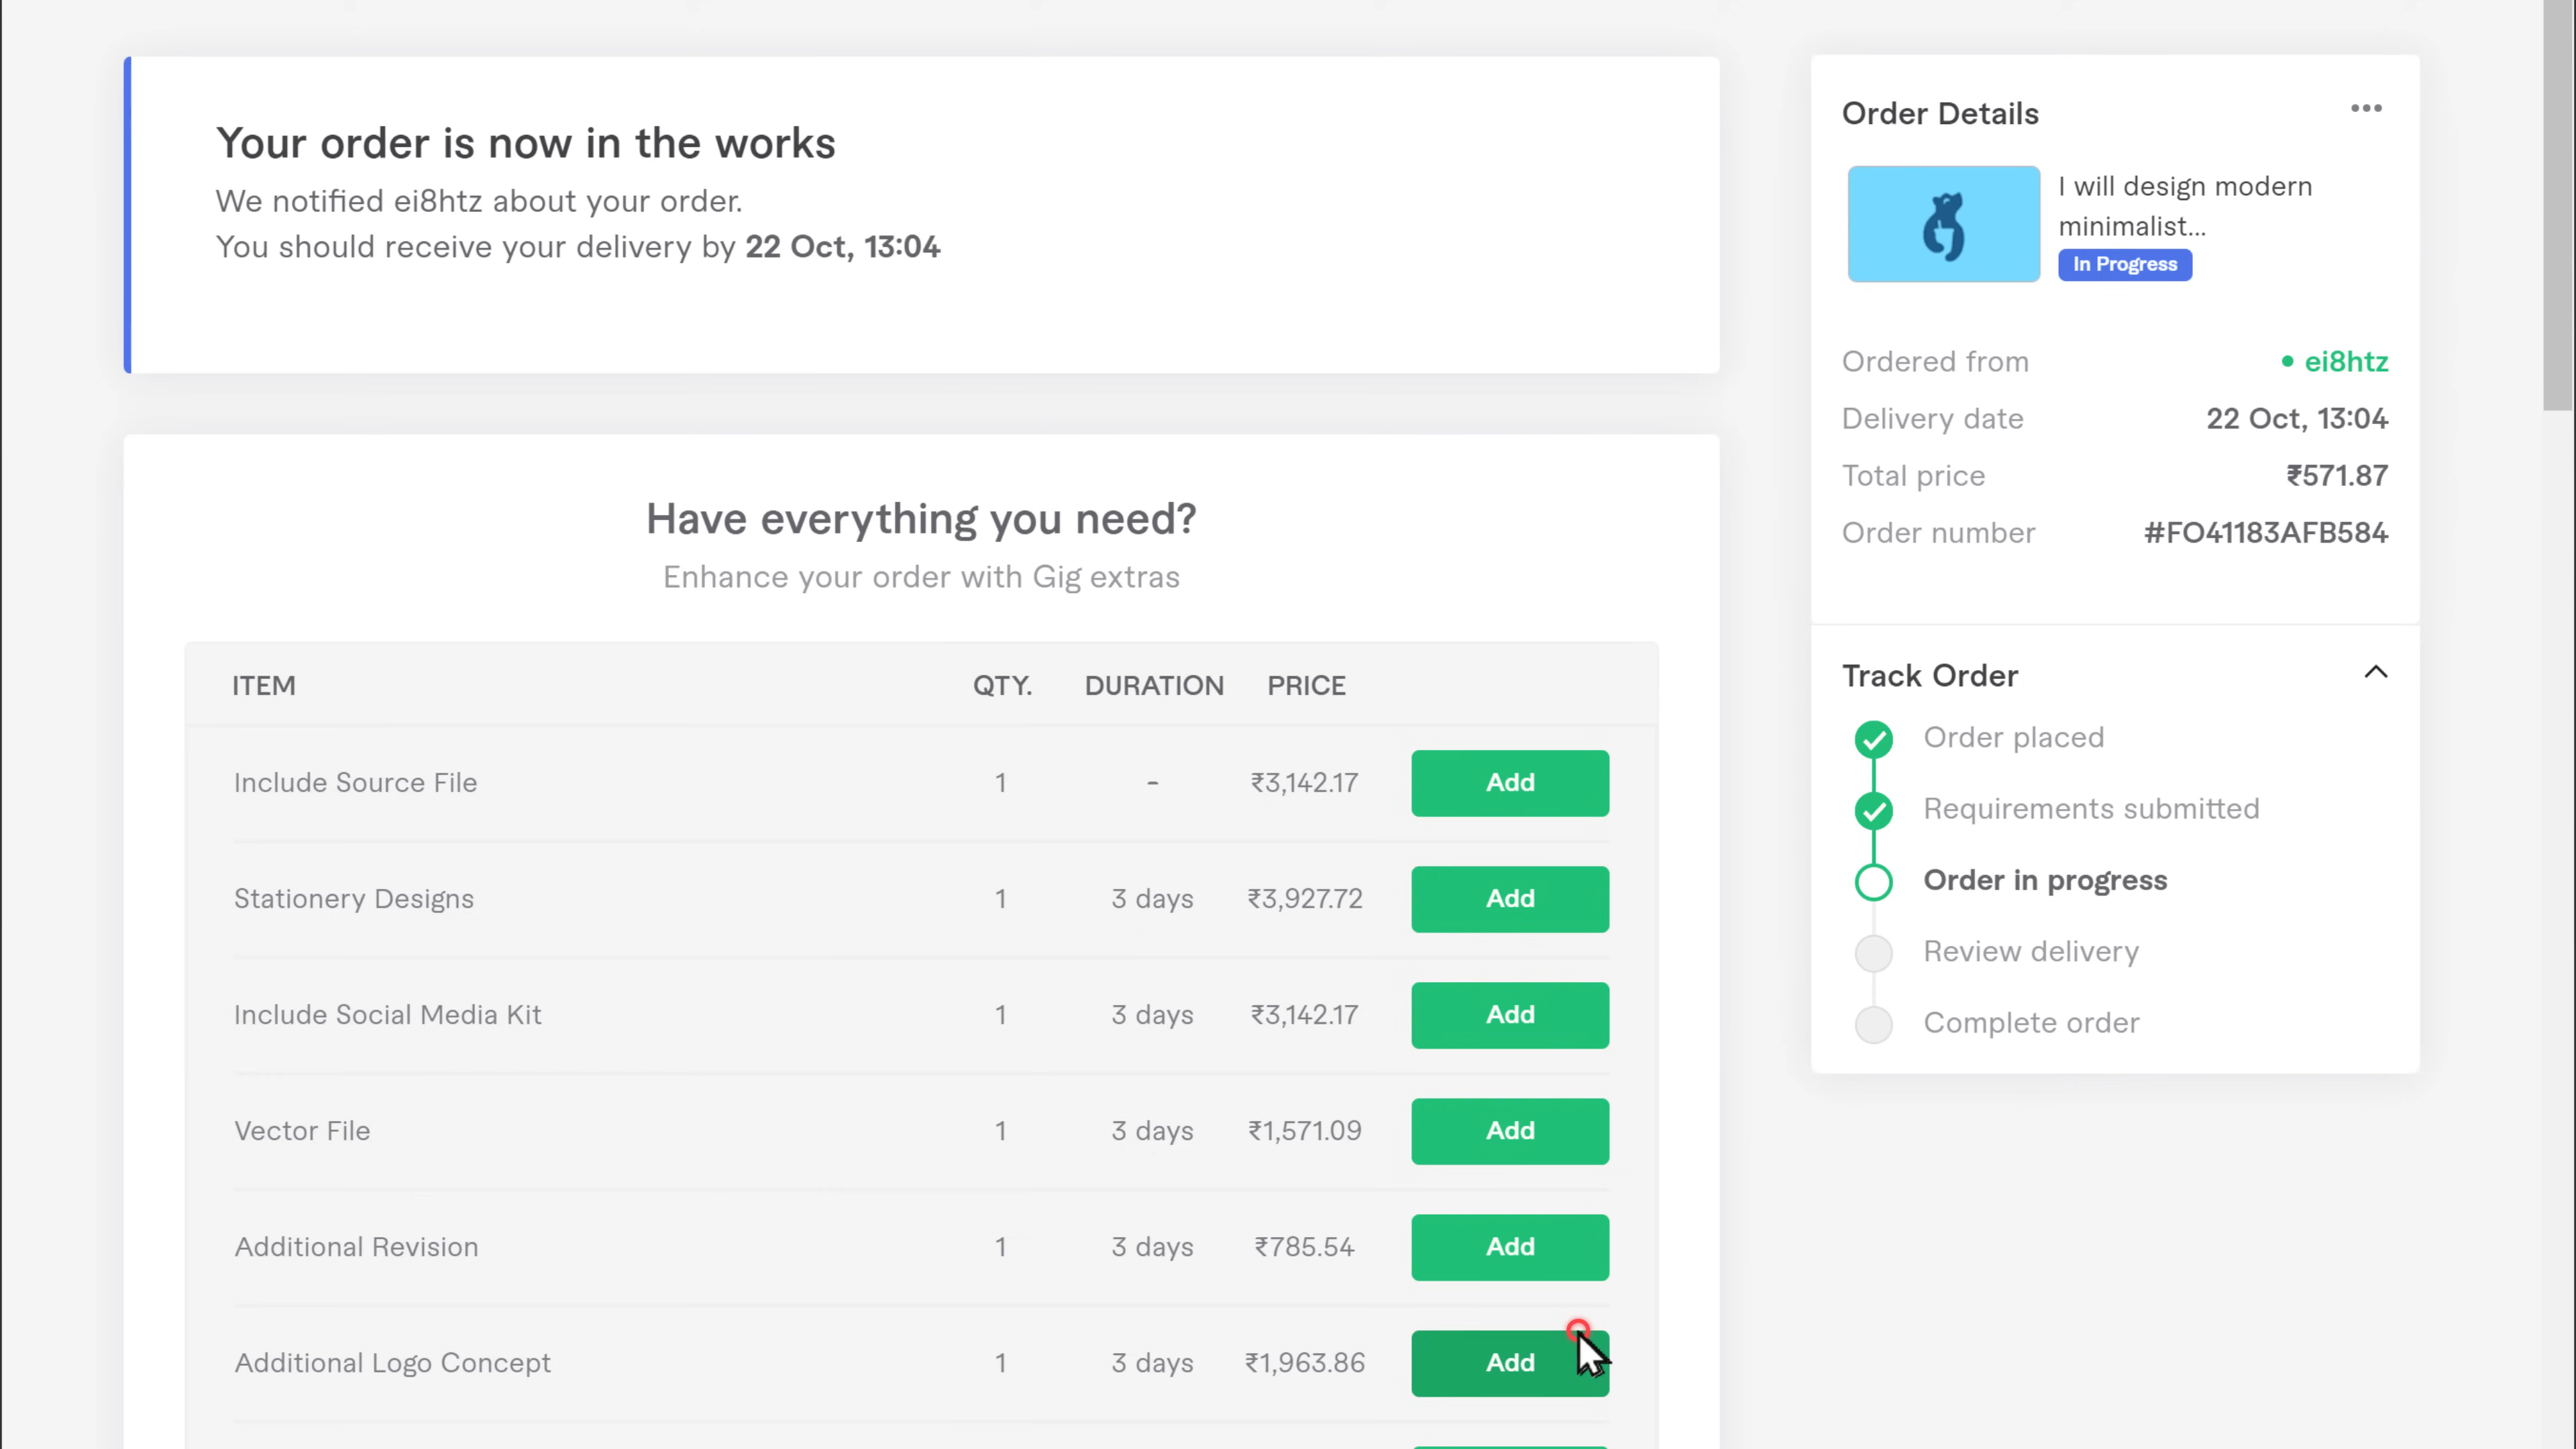 Your order is now in the works
We notified ei8htz about your order.
You should receive your delivery by 22 Oct, 13:04
Have everything you need?
Enhance your order with Gig extras
ITEM QTY. DURATION PRICE
Include Source File 1 - ₹3,142.17 Add
Stationery Designs 1 3 days ₹3,927.72 Add
Include Social Media Kit 1 3 days ₹3,142.17 Add
Vector File 1 3 days ₹1,571.09 Add
Additional Revision 1 3 days ₹785.54 Add
Additional Logo Concept 1 3 days ₹1,963.86 Add
Order Details
I will design modern
minimalist...
In Progress
Ordered from ei8htz
Delivery date 22 Oct, 13:04
Total price ₹571.87
Order number #FO41183AFB584
Track Order
Order placed
Requirements submitted
Order in progress
Review delivery
Complete order